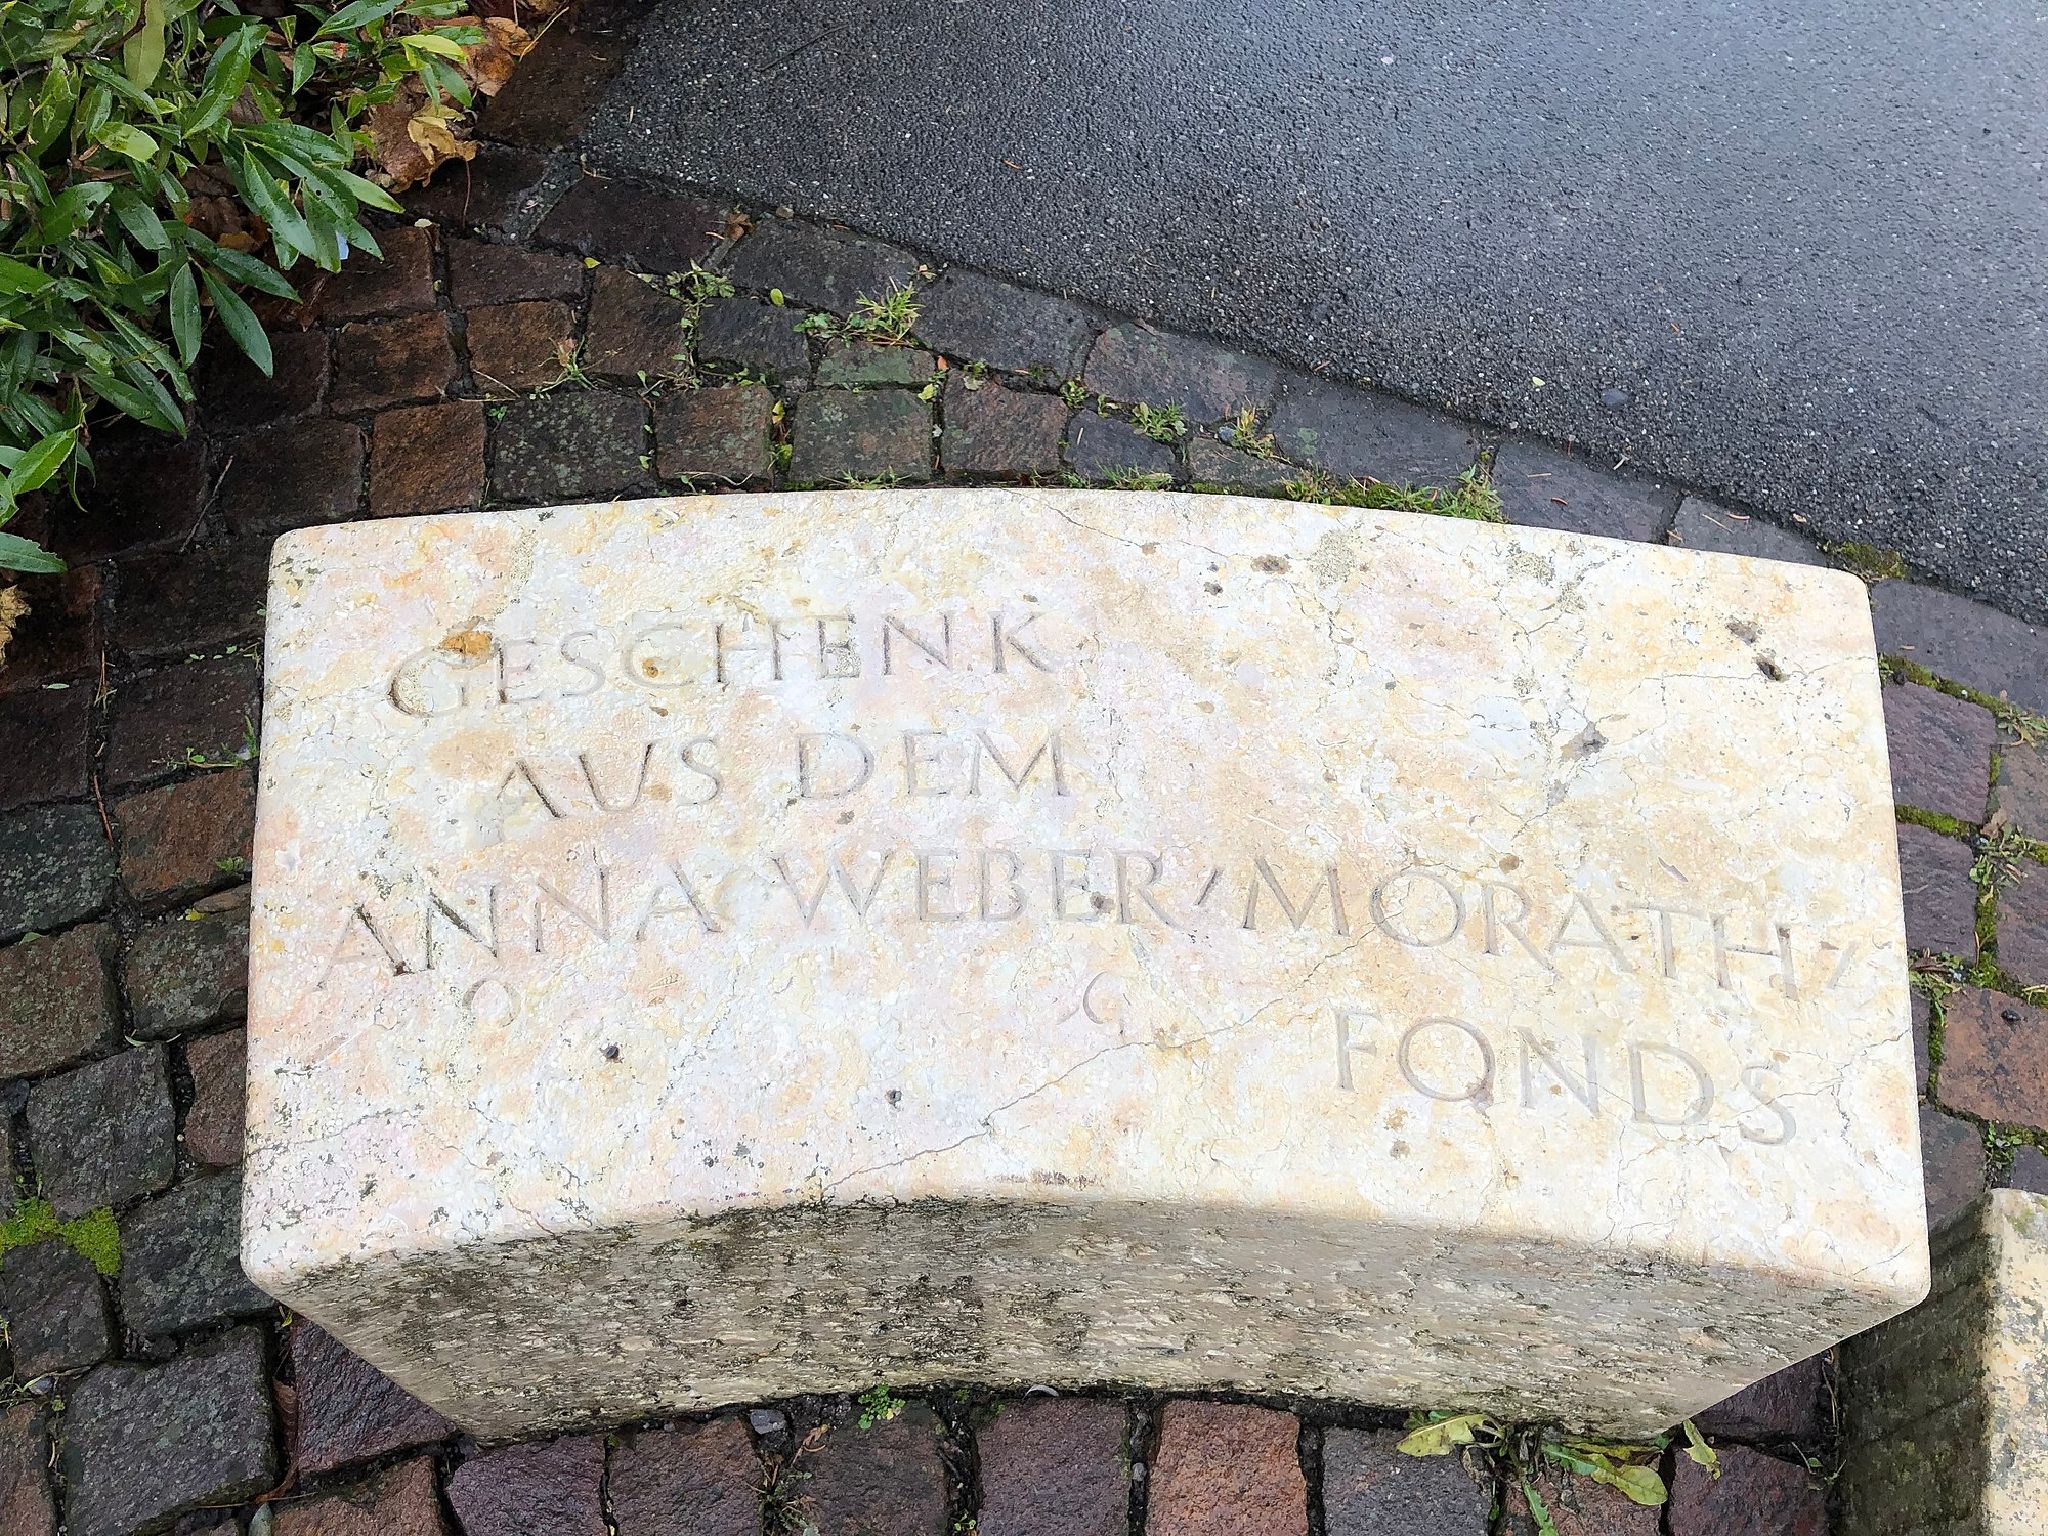 GESCHENK
AUS DEM
ANNA WEBER-MORATH-
FONDS